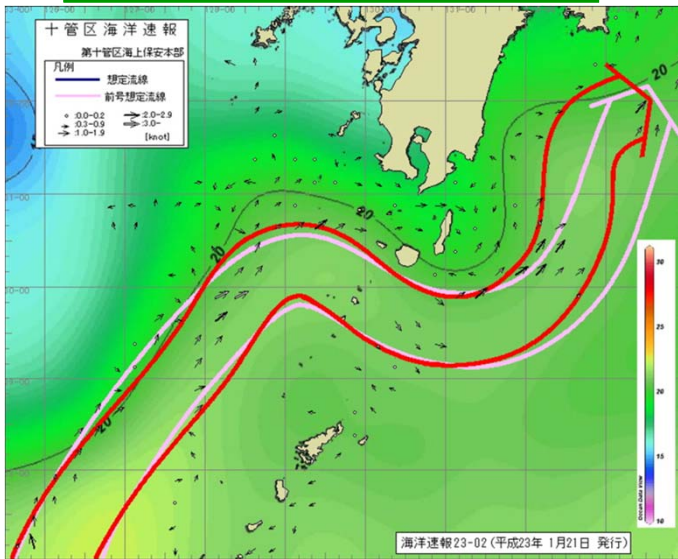 十管区海洋速報
第十管区海上保安本部
凡例
想定流線
前号想定流線
:0.0-0.2
:0.3-0.9
:1.0-1.9
:2.0-2.9
:3.0-
[knot]
20
20
20
20
30
25
20
15
10
Ocean Data View
海洋速報23-02(平成23年 1月21日 発行)